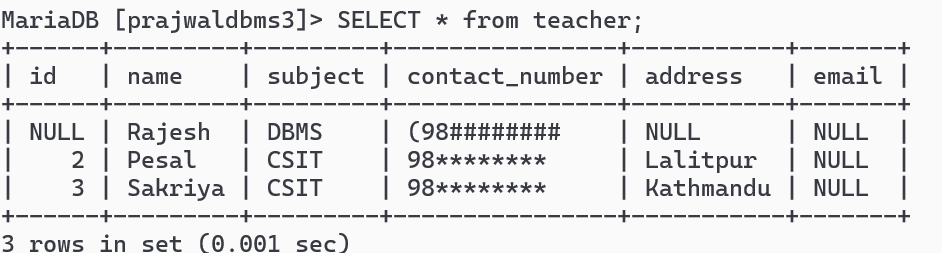 MariaDB [prajwaldbms3]> SELECT * from teacher;
+------+---------+---------+----------------+-----------+-------+
| id   | name    | subject | contact_number | address   | email |
+------+---------+---------+----------------+-----------+-------+
| NULL | Rajesh  | DBMS    | (98########    | NULL      | NULL  |
|    2 | Pesal   | CSIT    | 98********     | Lalitpur  | NULL  |
|    3 | Sakriya | CSIT    | 98********     | Kathmandu | NULL  |
+------+---------+---------+----------------+-----------+-------+
3 rows in set (0.001 sec)